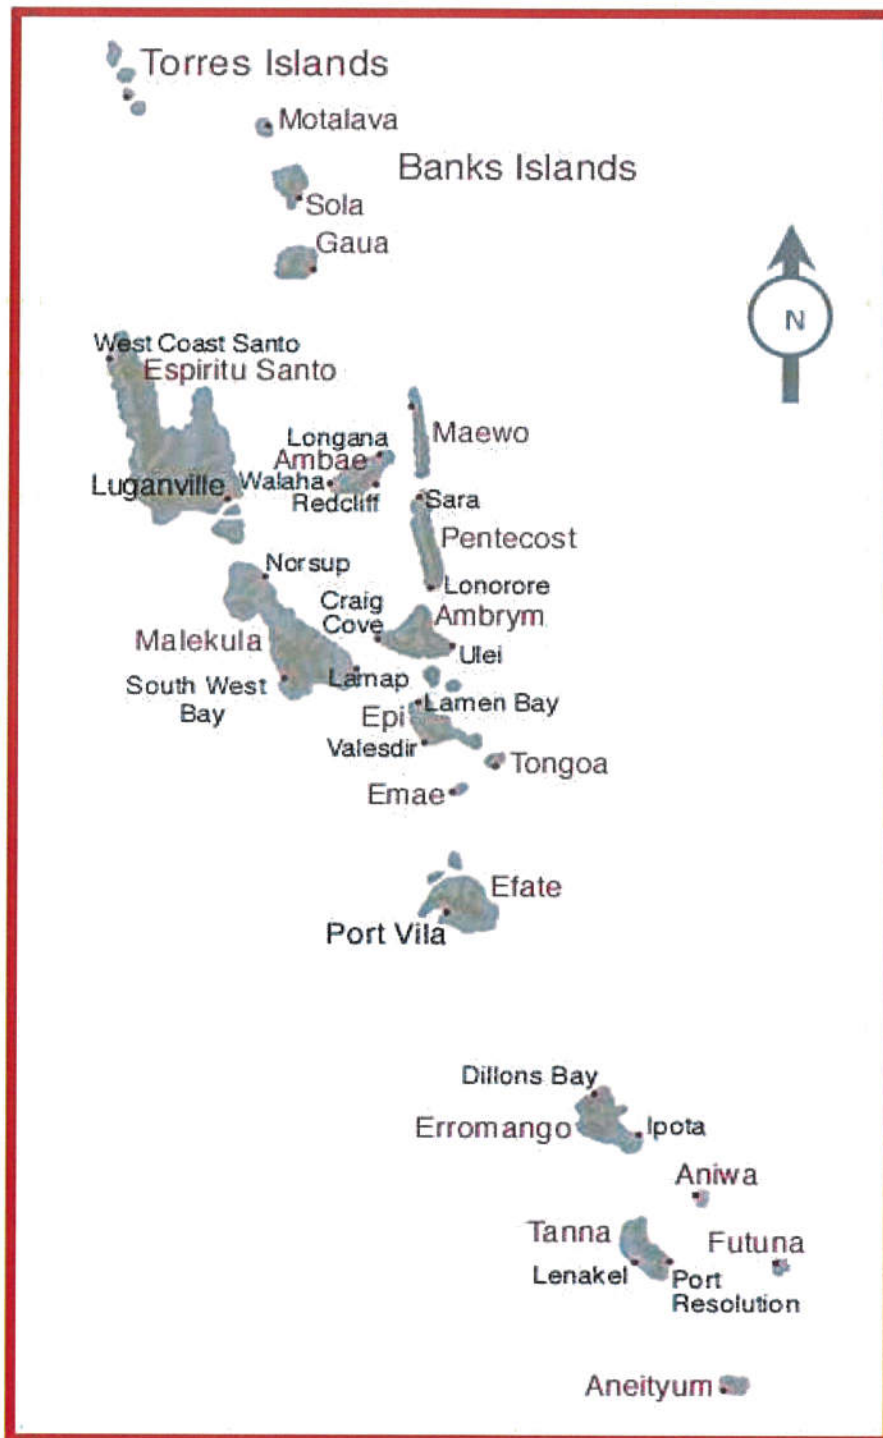 Torres Islands
Motalava
Banks Islands
Sola
Gaua
N
West Coast Santo
Espiritu Santo
Maewo
Longana
Ambae
Luganville
Walaha
Redcliff
Sara
Pentecost
Norsup
Lonorore
Craig
Cove
Ambrym
Malekula
Ulei
Lamap
South West
Bay
Lamen Bay
Epi
Valesdir
Tongoa
Emae
Efate
Port Vila
Dillons Bay
Erromango
Ipota
Aniwa
Tanna
Futuna
Lenakel
Port
Resolution
Aneityum